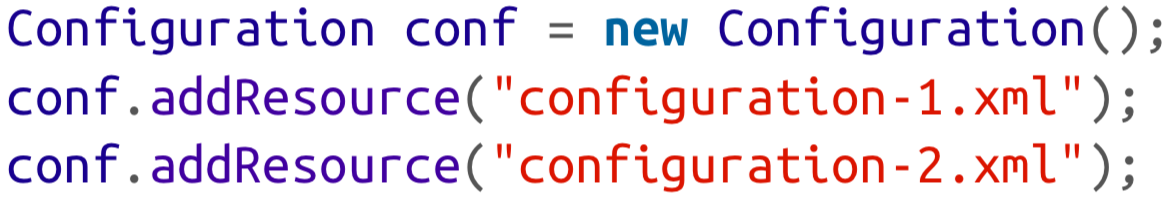 Configuration conf = new Configuration();
conf.addResource("configuration-1.xml");
conf.addResource("configuration-2.xml");